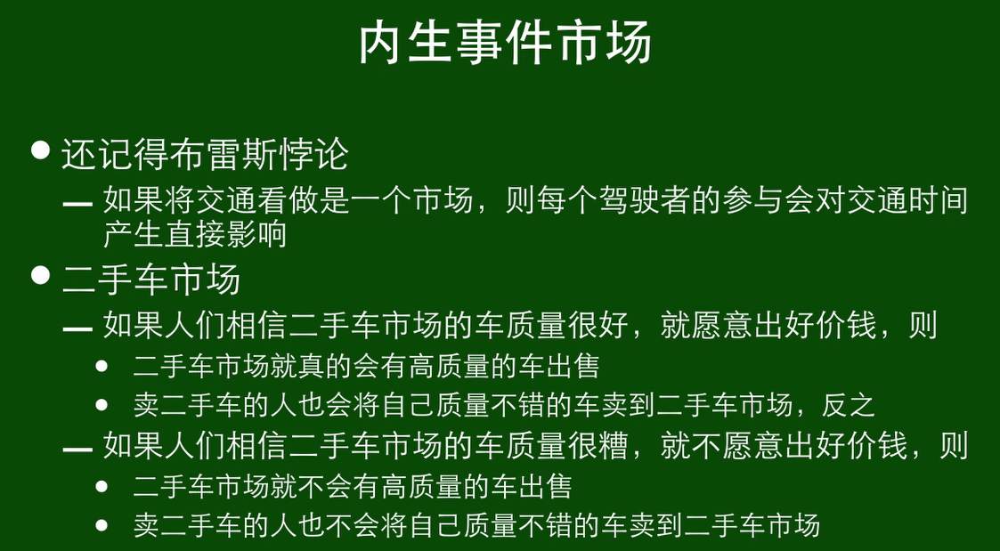 内生事件市场
● 还记得布雷斯悖论
— 如果将交通看做是一个市场，则每个驾驶者的参与会对交通时间
产生直接影响
● 二手车市场
— 如果人们相信二手车市场的车质量很好，就愿意出好价钱，则
● 二手车市场就真的会有高质量的车出售
● 卖二手车的人也会将自己质量不错的车卖到二手车市场，反之
— 如果人们相信二手车市场的车质量很糟，就不愿意出好价钱，则
● 二手车市场就不会有高质量的车出售
● 卖二手车的人也不会将自己质量不错的车卖到二手车市场